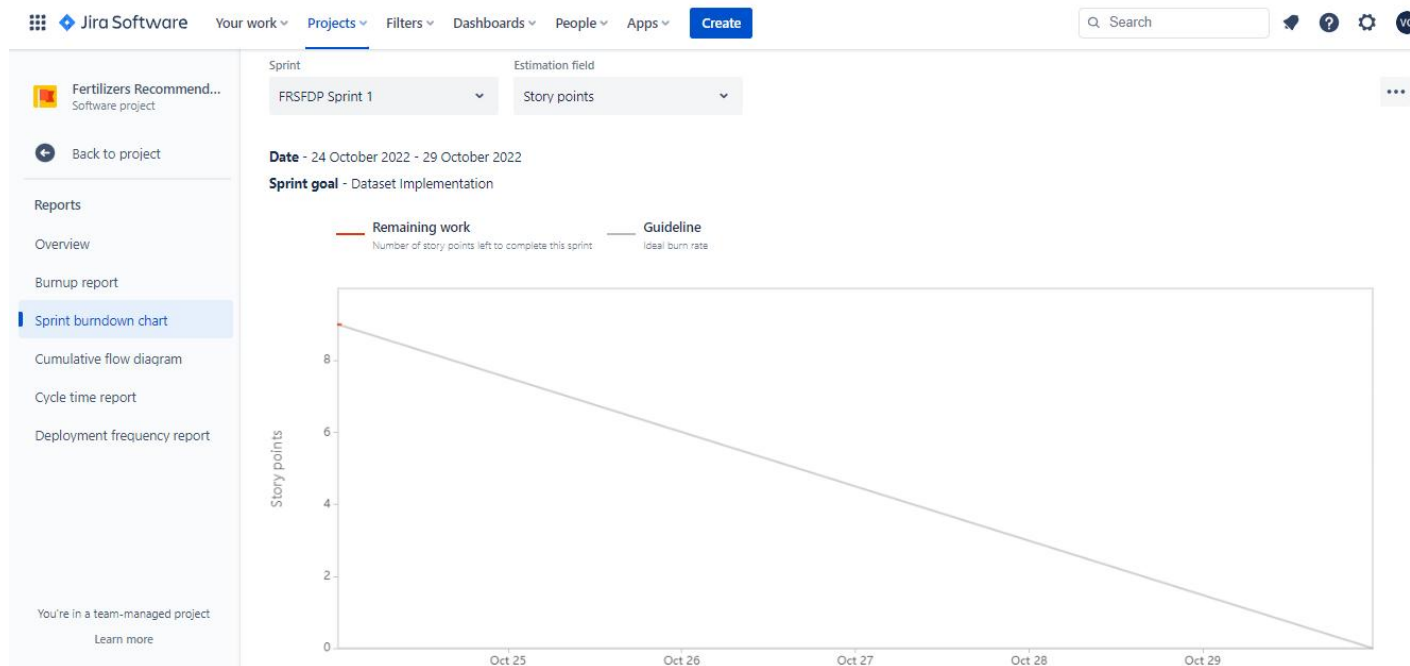 Jira Software Your work Projects Filters Dashboards People Apps Create Search
Fertilizers Recommend...
Software project
Back to project
Reports
Overview
Burnup report
Sprint burndown chart
Cumulative flow diagram
Cycle time report
Deployment frequency report
You're in a team-managed project
Learn more
Sprint Estimation field
FRSFDP Sprint 1 Story points
Date - 24 October 2022 - 29 October 2022
Sprint goal - Dataset Implementation
Remaining work Guideline
Number of story points left to complete this sprint Ideal burn rate
Story points
8
6
4
2
0
Oct 25 Oct 26 Oct 27 Oct 28 Oct 29